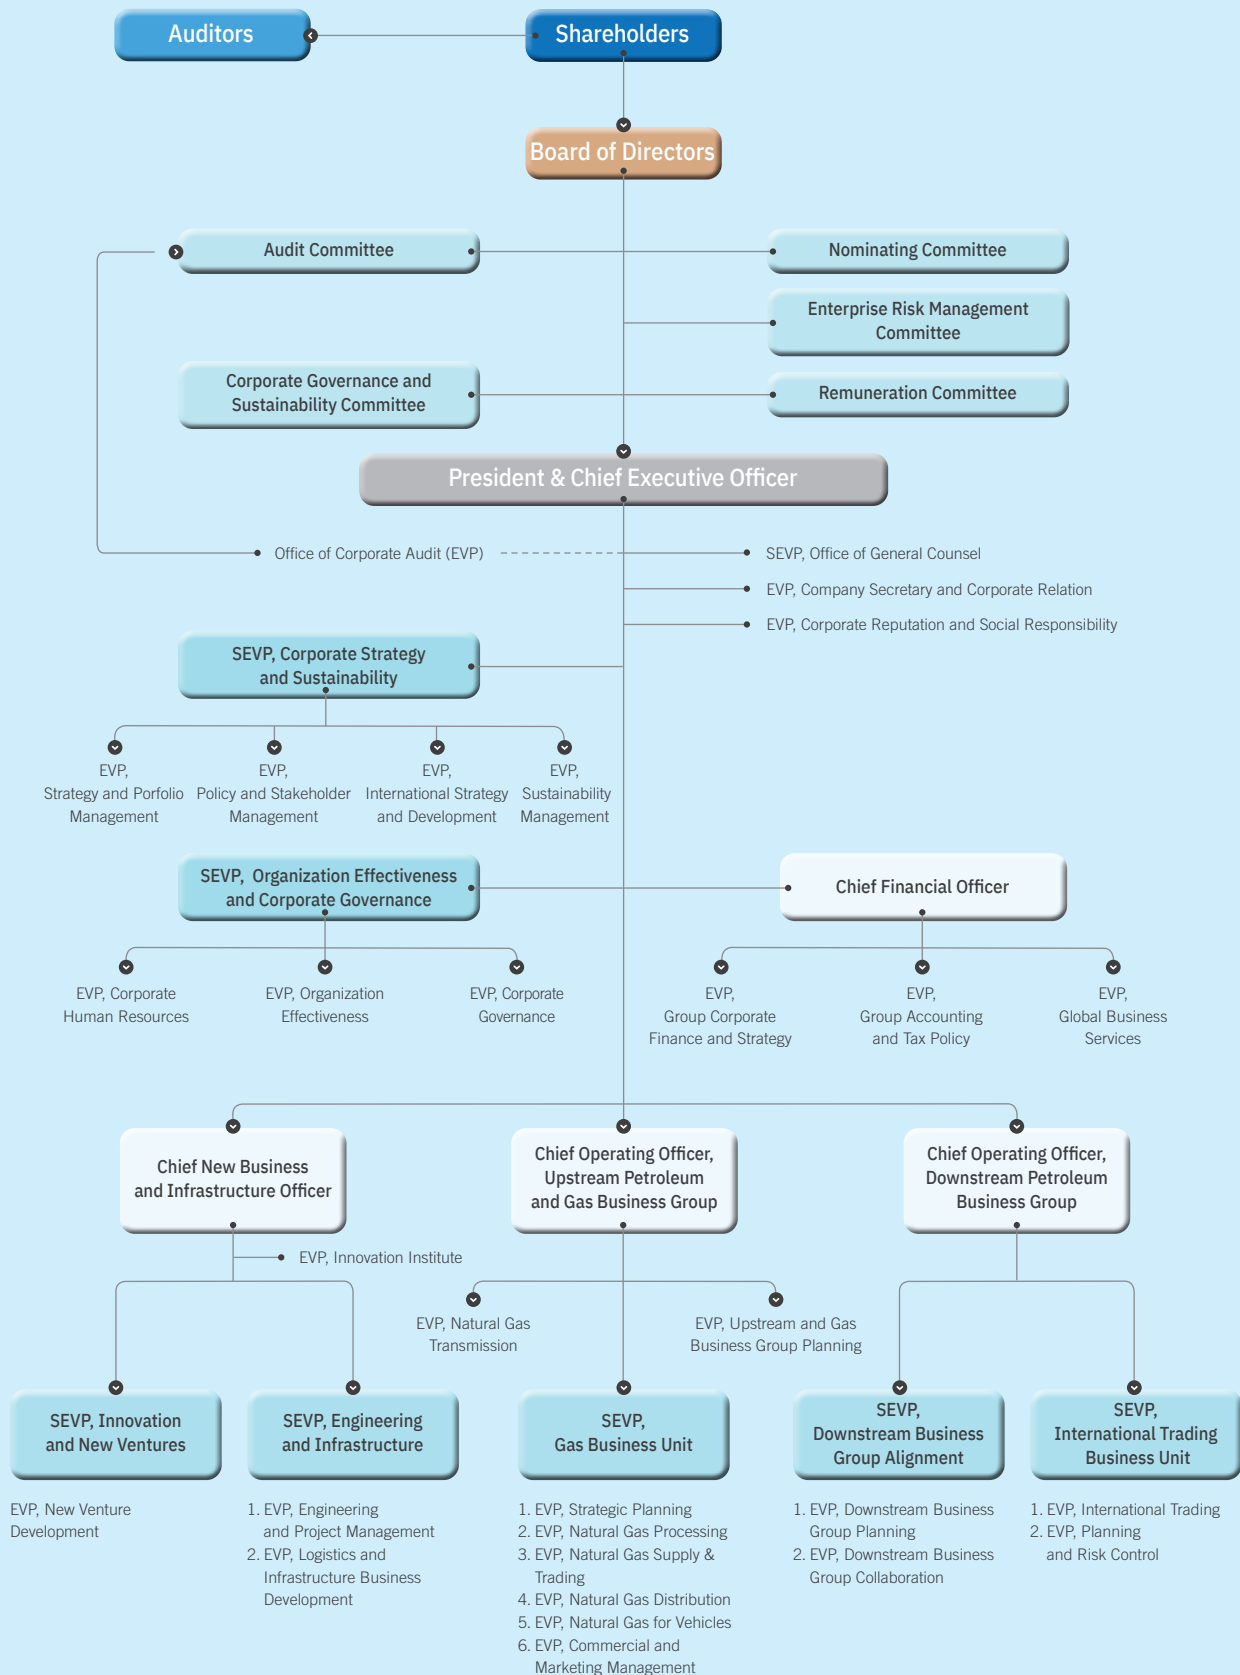 Auditors
Shareholders
Board of Directors
Audit Committee
Nominating Committee
Enterprise Risk Management
Committee
Corporate Governance and
Sustainability Committee
Remuneration Committee
President & Chief Executive Officer
Office of Corporate Audit (EVP)
SEVP, Office of General Counsel
EVP, Company Secretary and Corporate Relation
EVP, Corporate Reputation and Social Responsibility
SEVP, Corporate Strategy
and Sustainability
EVP,
Strategy and Porfolio
Management
EVP,
Policy and Stakeholder
Management
EVP,
International Strategy
and Development
EVP,
Sustainability
Management
SEVP, Organization Effectiveness
and Corporate Governance
Chief Financial Officer
EVP, Corporate
Human Resources
EVP, Organization
Effectiveness
EVP, Corporate
Governance
EVP,
Group Corporate
Finance and Strategy
EVP,
Group Accounting
and Tax Policy
EVP,
Global Business
Services
Chief New Business
and Infrastructure Officer
Chief Operating Officer,
Upstream Petroleum
and Gas Business Group
Chief Operating Officer,
Downstream Petroleum
Business Group
EVP, Innovation Institute
EVP, Natural Gas
Transmission
EVP, Upstream and Gas
Business Group Planning
SEVP, Innovation
and New Ventures
SEVP, Engineering
and Infrastructure
SEVP,
Gas Business Unit
SEVP,
Downstream Business
Group Alignment
SEVP,
International Trading
Business Unit
EVP, New Venture
Development
1. EVP, Engineering
and Project Management
2. EVP, Logistics and
Infrastructure Business
Development
1. EVP, Strategic Planning
2. EVP, Natural Gas Processing
3. EVP, Natural Gas Supply &
Trading
4. EVP, Natural Gas Distribution
5. EVP, Natural Gas for Vehicles
6. EVP, Commercial and
Marketing Management
1. EVP, Downstream Business
Group Planning
2. EVP, Downstream Business
Group Collaboration
1. EVP, International Trading
2. EVP, Planning
and Risk Control